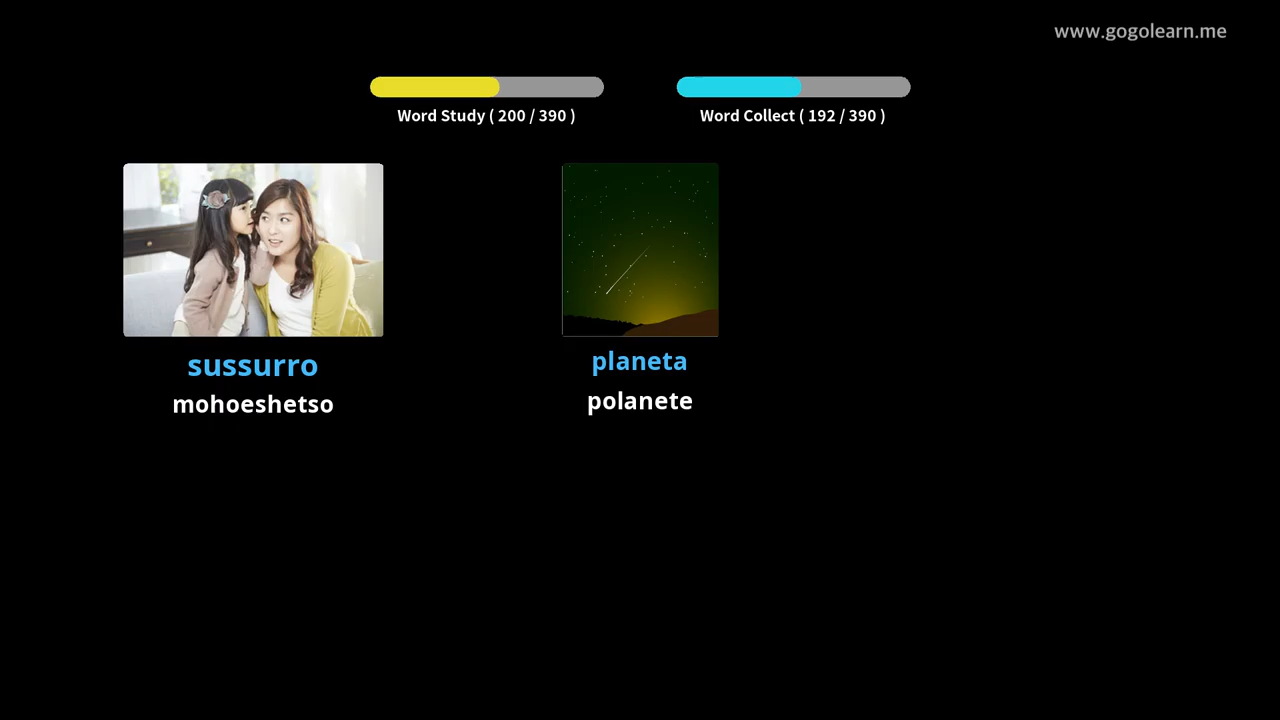 www.gogolearn.me
Word Study ( 200 / 390 )
Word Collect ( 192 / 390 )
sussurro
mohoeshetso
planeta
polanete